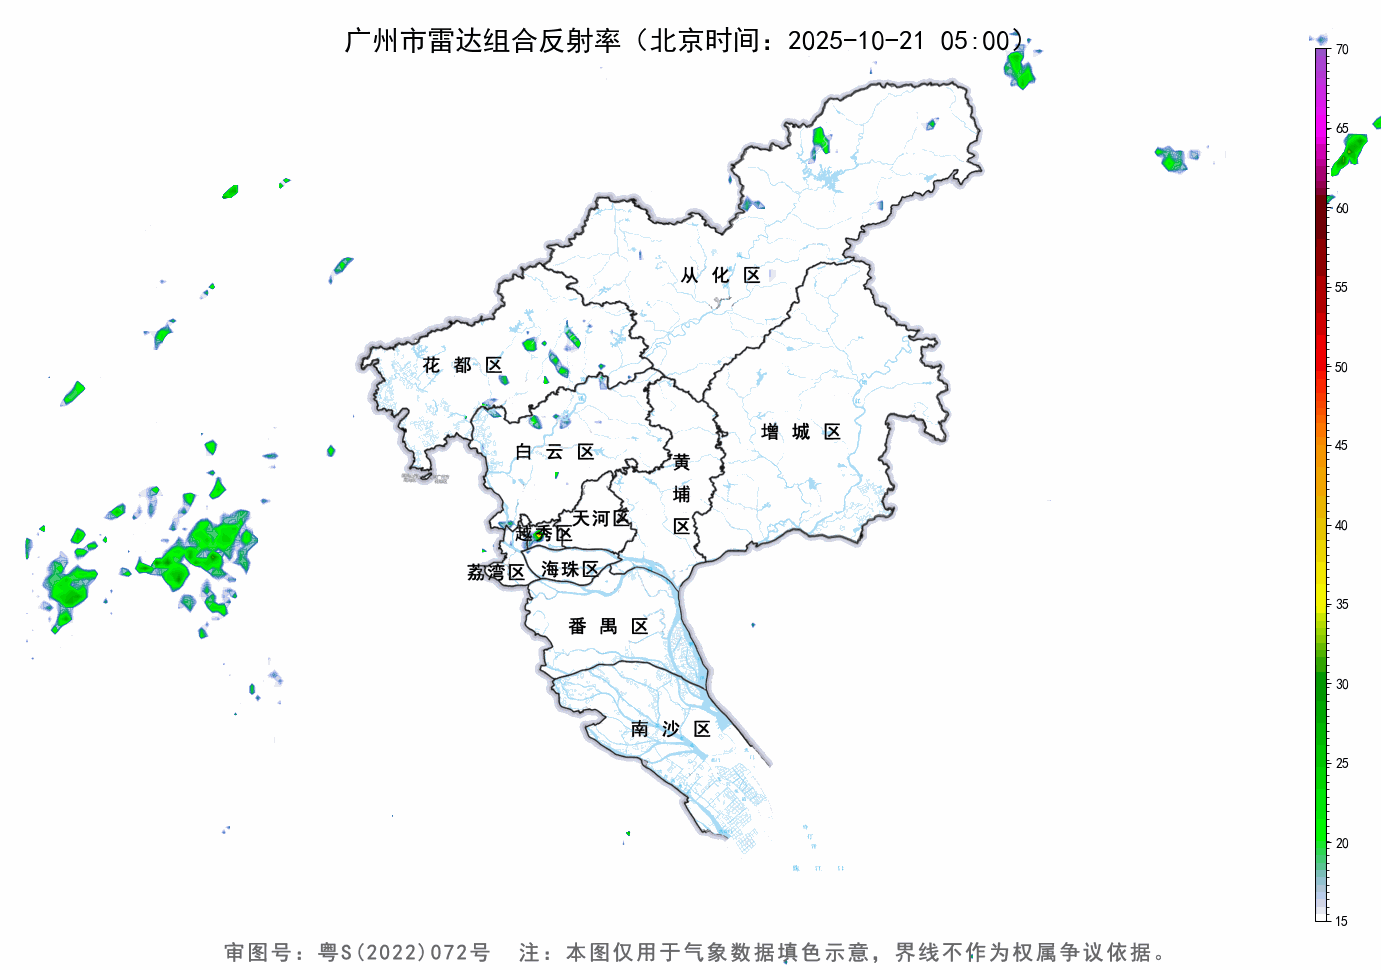 广州市雷达组合反射率（北京时间：2025-10-21 05:00）
70
65
60
55
50
45
40
35
30
25
20
15
从化区
花都区
增城区
白云区
黄埔区
天河区
越秀区
荔湾区
海珠区
番禺区
南沙区
审图号：粤S(2022)072号 注：本图仅用于气象数据填色示意，界线不作为权属争议依据。